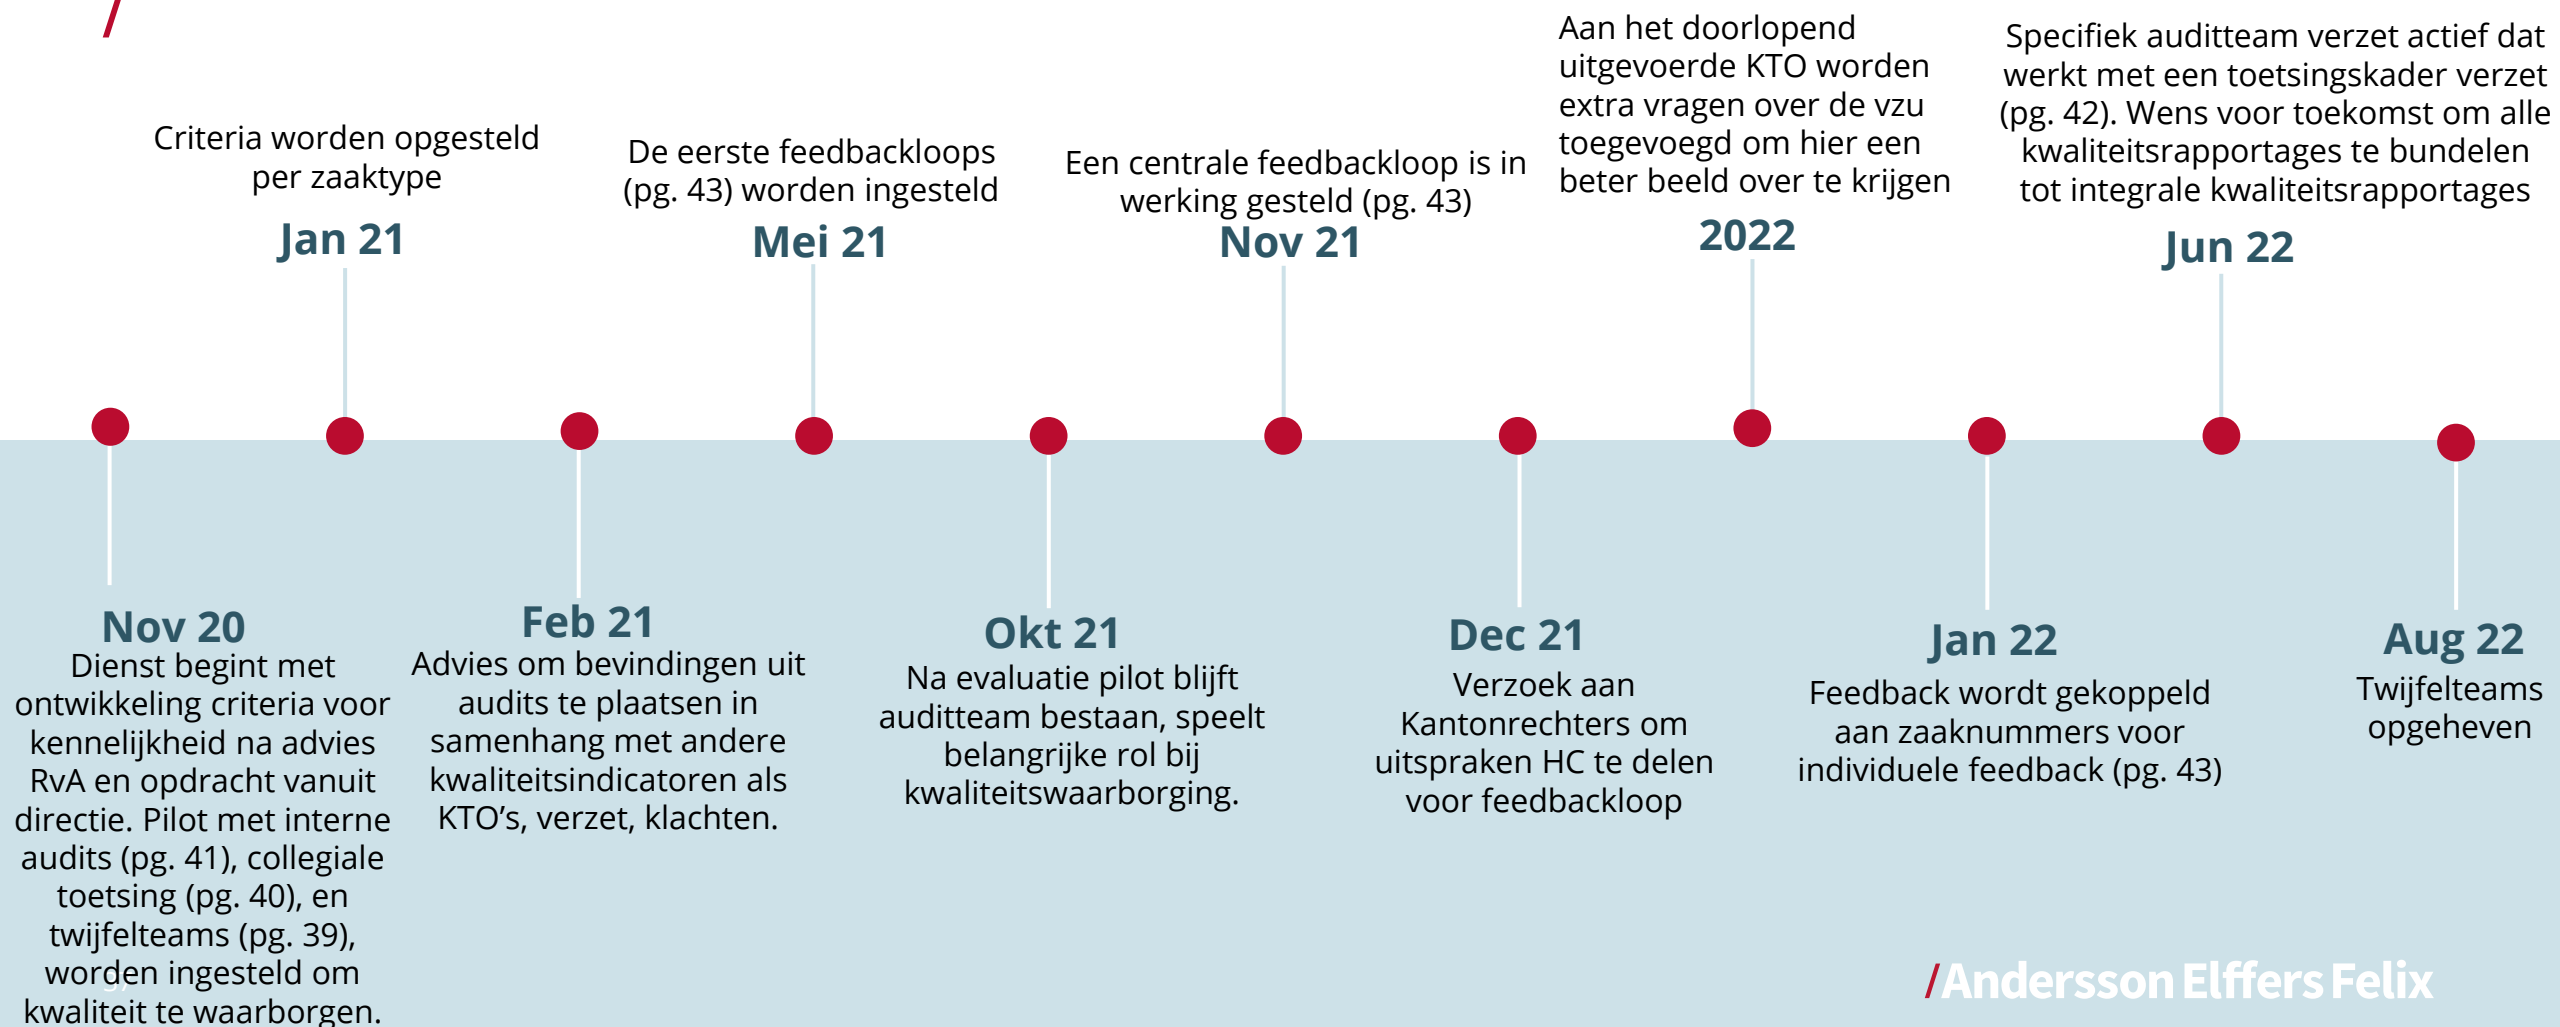 /
Criteria worden opgesteld
per zaaktype
Jan 21
De eerste feedbackloops
(pg. 43) worden ingesteld
Mei 21
Een centrale feedbackloop is in
werking gesteld (pg. 43)
Nov 21
Aan het doorlopend
uitgevoerde KTO worden
extra vragen over de vzu
toegevoegd om hier een
beter beeld over te krijgen
2022
Specifiek auditteam verzet actief dat
werkt met een toetsingskader verzet
(pg. 42). Wens voor toekomst om alle
kwaliteitsrapportages te bundelen
tot integrale kwaliteitsrapportages
Jun 22
Nov 20
Dienst begint met
ontwikkeling criteria voor
kennelijkheid na advies
RvA en opdracht vanuit
directie. Pilot met interne
audits (pg. 41), collegiale
toetsing (pg. 40), en
twijfelteams (pg. 39),
worden ingesteld om
kwaliteit te waarborgen.
Feb 21
Advies om bevindingen uit
audits te plaatsen in
samenhang met andere
kwaliteitsindicatoren als
KTO’s, verzet, klachten.
Okt 21
Na evaluatie pilot blijft
auditteam bestaan, speelt
belangrijke rol bij
kwaliteitswaarborging.
Dec 21
Verzoek aan
Kantonrechters om
uitspraken HC te delen
voor feedbackloop
Jan 22
Feedback wordt gekoppeld
aan zaaknummers voor
individuele feedback (pg. 43)
Aug 22
Twijfelteams
opgeheven
/Andersson Elffers Felix